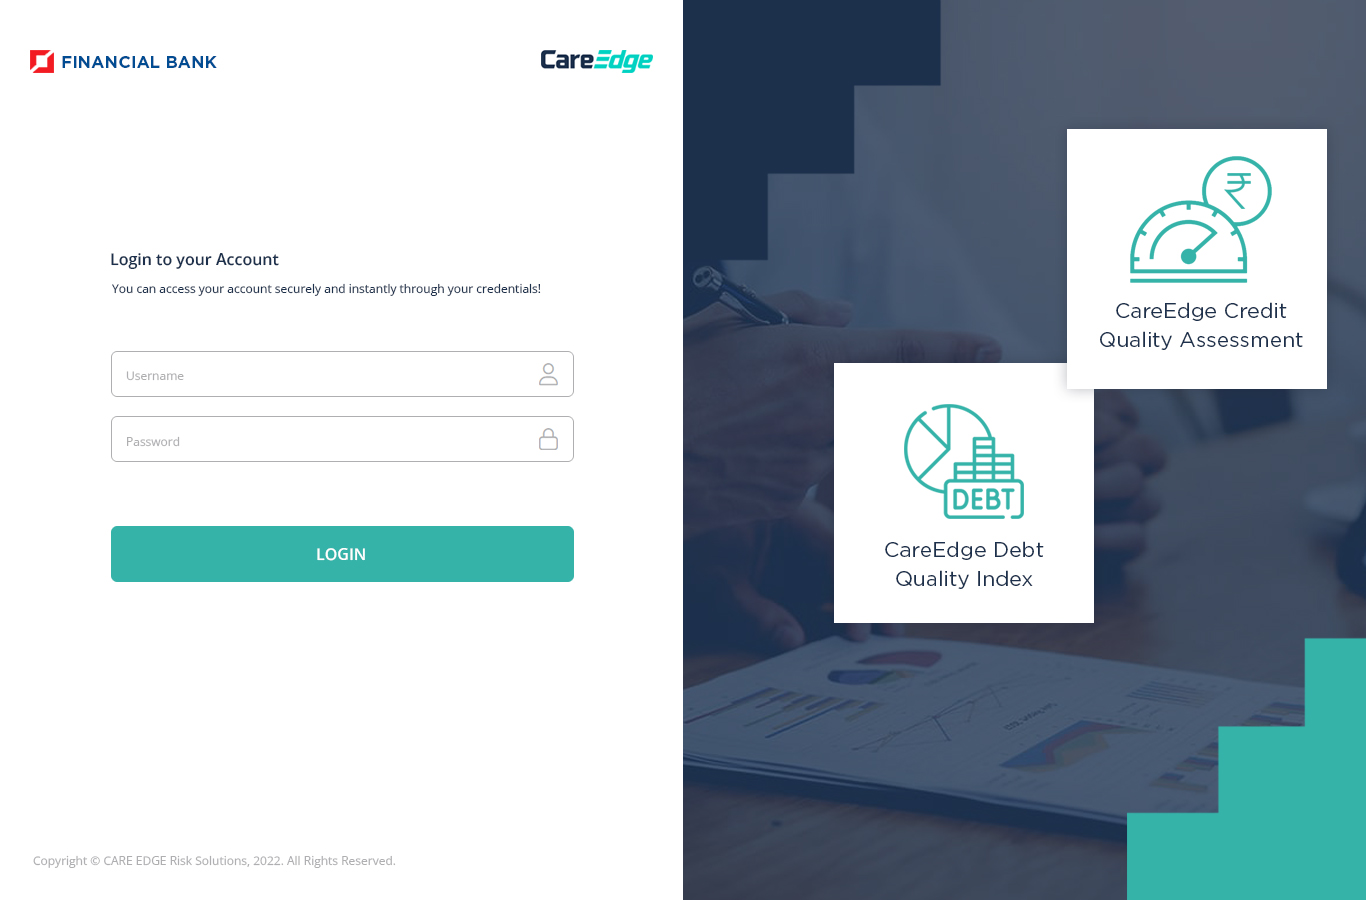 FINANCIAL BANK
CareEdge
Login to your Account
You can access your account securely and instantly through your credentials!
Username
Password
LOGIN
Copyright © CARE EDGE Risk Solutions, 2022. All Rights Reserved.
₹
CareEdge Credit
Quality Assessment
DEBT
CareEdge Debt
Quality Index